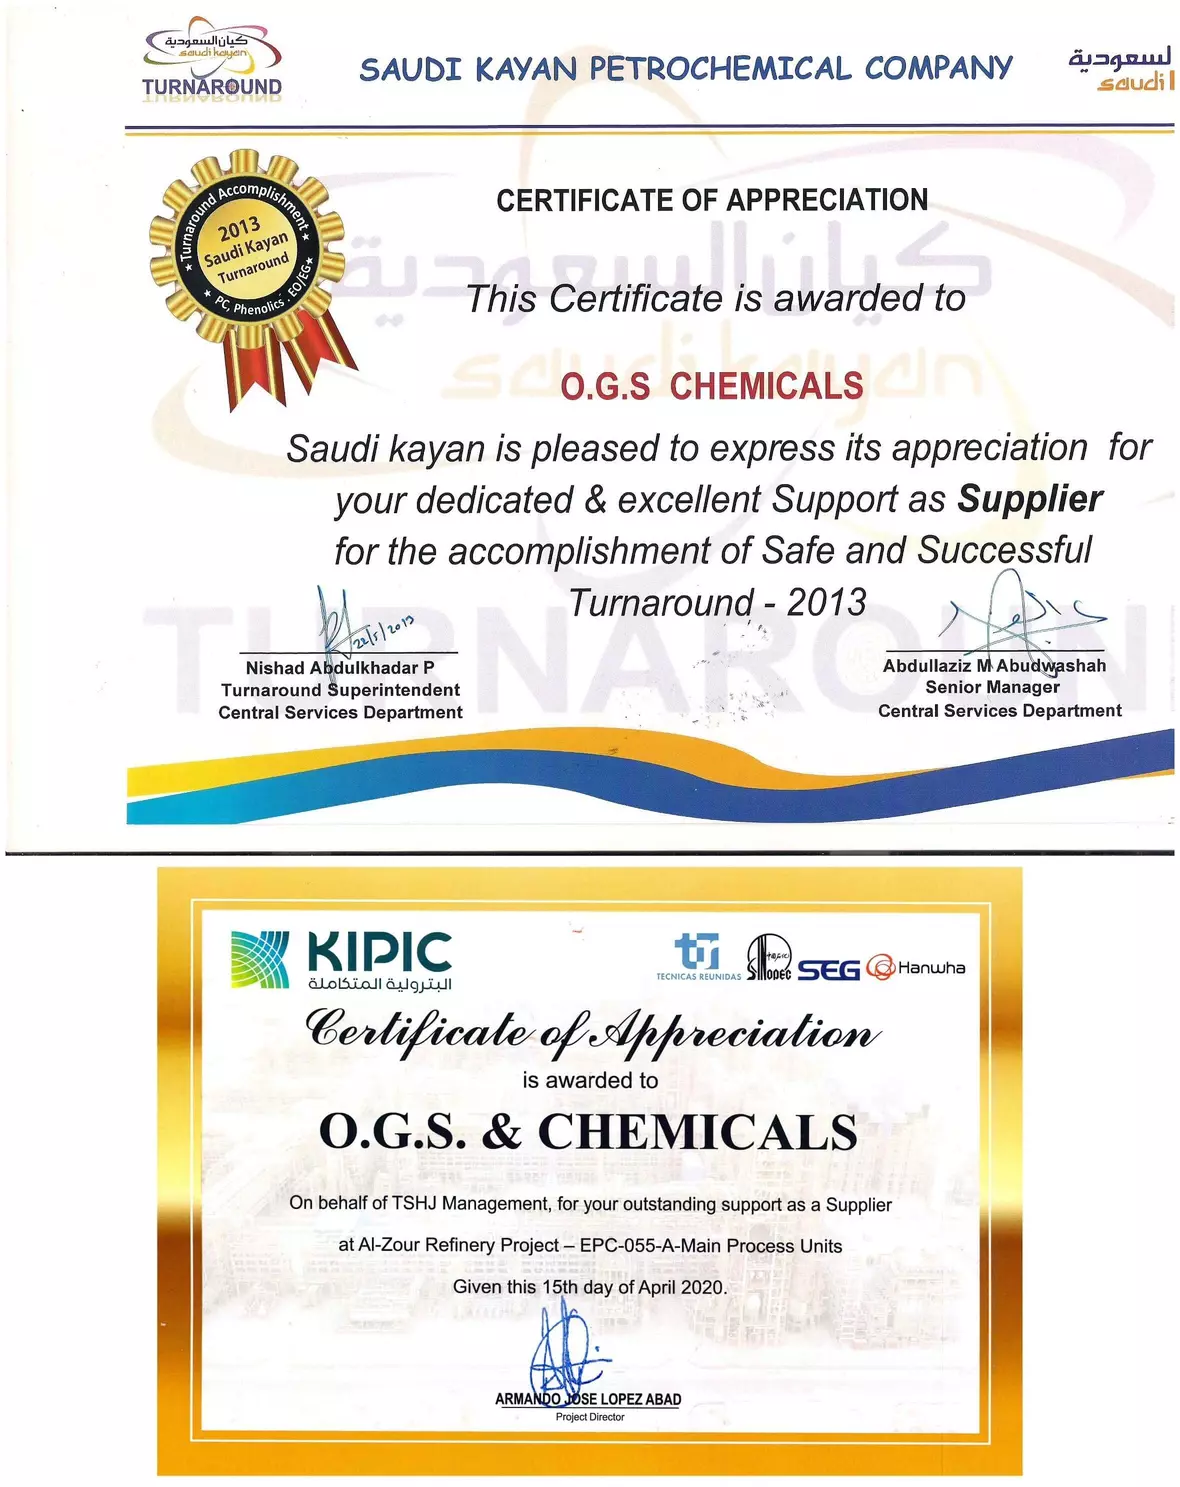 كيان السعودية
saudi kayan
TURNAROUND
SAUDI KAYAN PETROCHEMICAL COMPANY
لسعودية
saudi
Turnaround Accomplishment
2013
Saudi Kayan
Turnaround
PC, Phenolics . EO/EG
CERTIFICATE OF APPRECIATION
كيان السعودية
This Certificate is awarded to
saudi kayan
O.G.S CHEMICALS
Saudi kayan is pleased to express its appreciation for
your dedicated & excellent Support as Supplier
for the accomplishment of Safe and Successful
Turnaround - 2013
TURNAROUN
22/5/2013
Nishad Abdulkhadar P
Turnaround Superintendent
Central Services Department
Abdullaziz M Abudwashah
Senior Manager
Central Services Department
KIPIC
البترولية المتكاملة
tr
TECNICAS REUNIDAS
SINOPEC
SEG
Hanwha
Certificate of Appreciation
is awarded to
O.G.S. & CHEMICALS
On behalf of TSHJ Management, for your outstanding support as a Supplier
at Al-Zour Refinery Project – EPC-055-A-Main Process Units
Given this 15th day of April 2020.
ARMANDO JOSE LOPEZ ABAD
Project Director